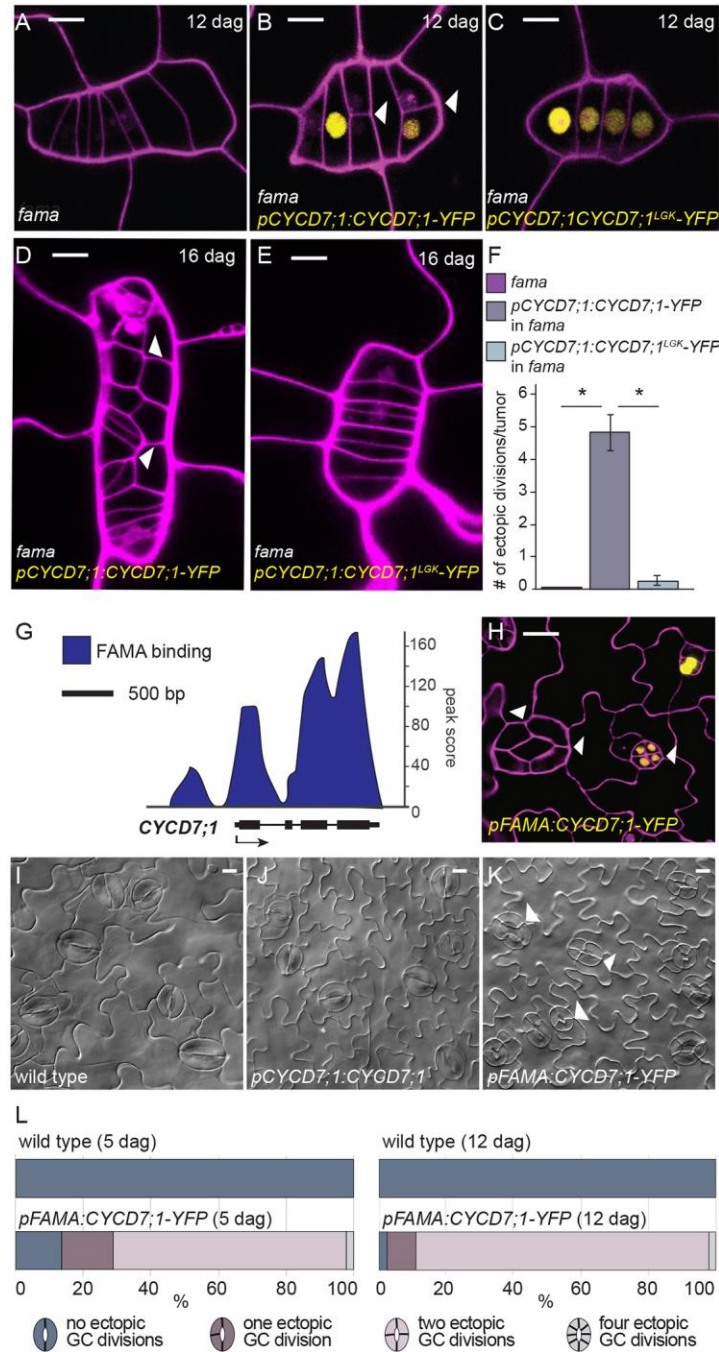 A
12 dag
fama
B
12 dag
fama
pCYCD7;1:CYCD7;1-YFP
C
12 dag
fama
pCYCD7;1CYCD7;1LGK-YFP
D
16 dag
fama
pCYCD7;1:CYCD7;1-YFP
E
16 dag
fama
pCYCD7;1:CYCD7;1LGK-YFP
F
fama
pCYCD7;1:CYCD7;1-YFP
in fama
pCYCD7;1:CYCD7;1LGK-YFP
in fama
# of ectopic divisions/tumor
6
5
4
3
2
1
0
*
*
G
FAMA binding
500 bp
160
120
80
40
0
peak score
CYCD7;1
H
pFAMA:CYCD7;1-YFP
I
wild type
J
pCYCD7;1:CYGD7;1
K
pFAMA:CYCD7;1-YFP
L
wild type (5 dag)
pFAMA:CYCD7;1-YFP (5 dag)
0 20 40 60 80 100
%
wild type (12 dag)
pFAMA:CYCD7;1-YFP (12 dag)
0 20 40 60 80 100
%
no ectopic
GC divisions
one ectopic
GC division
two ectopic
GC divisions
four ectopic
GC divisions